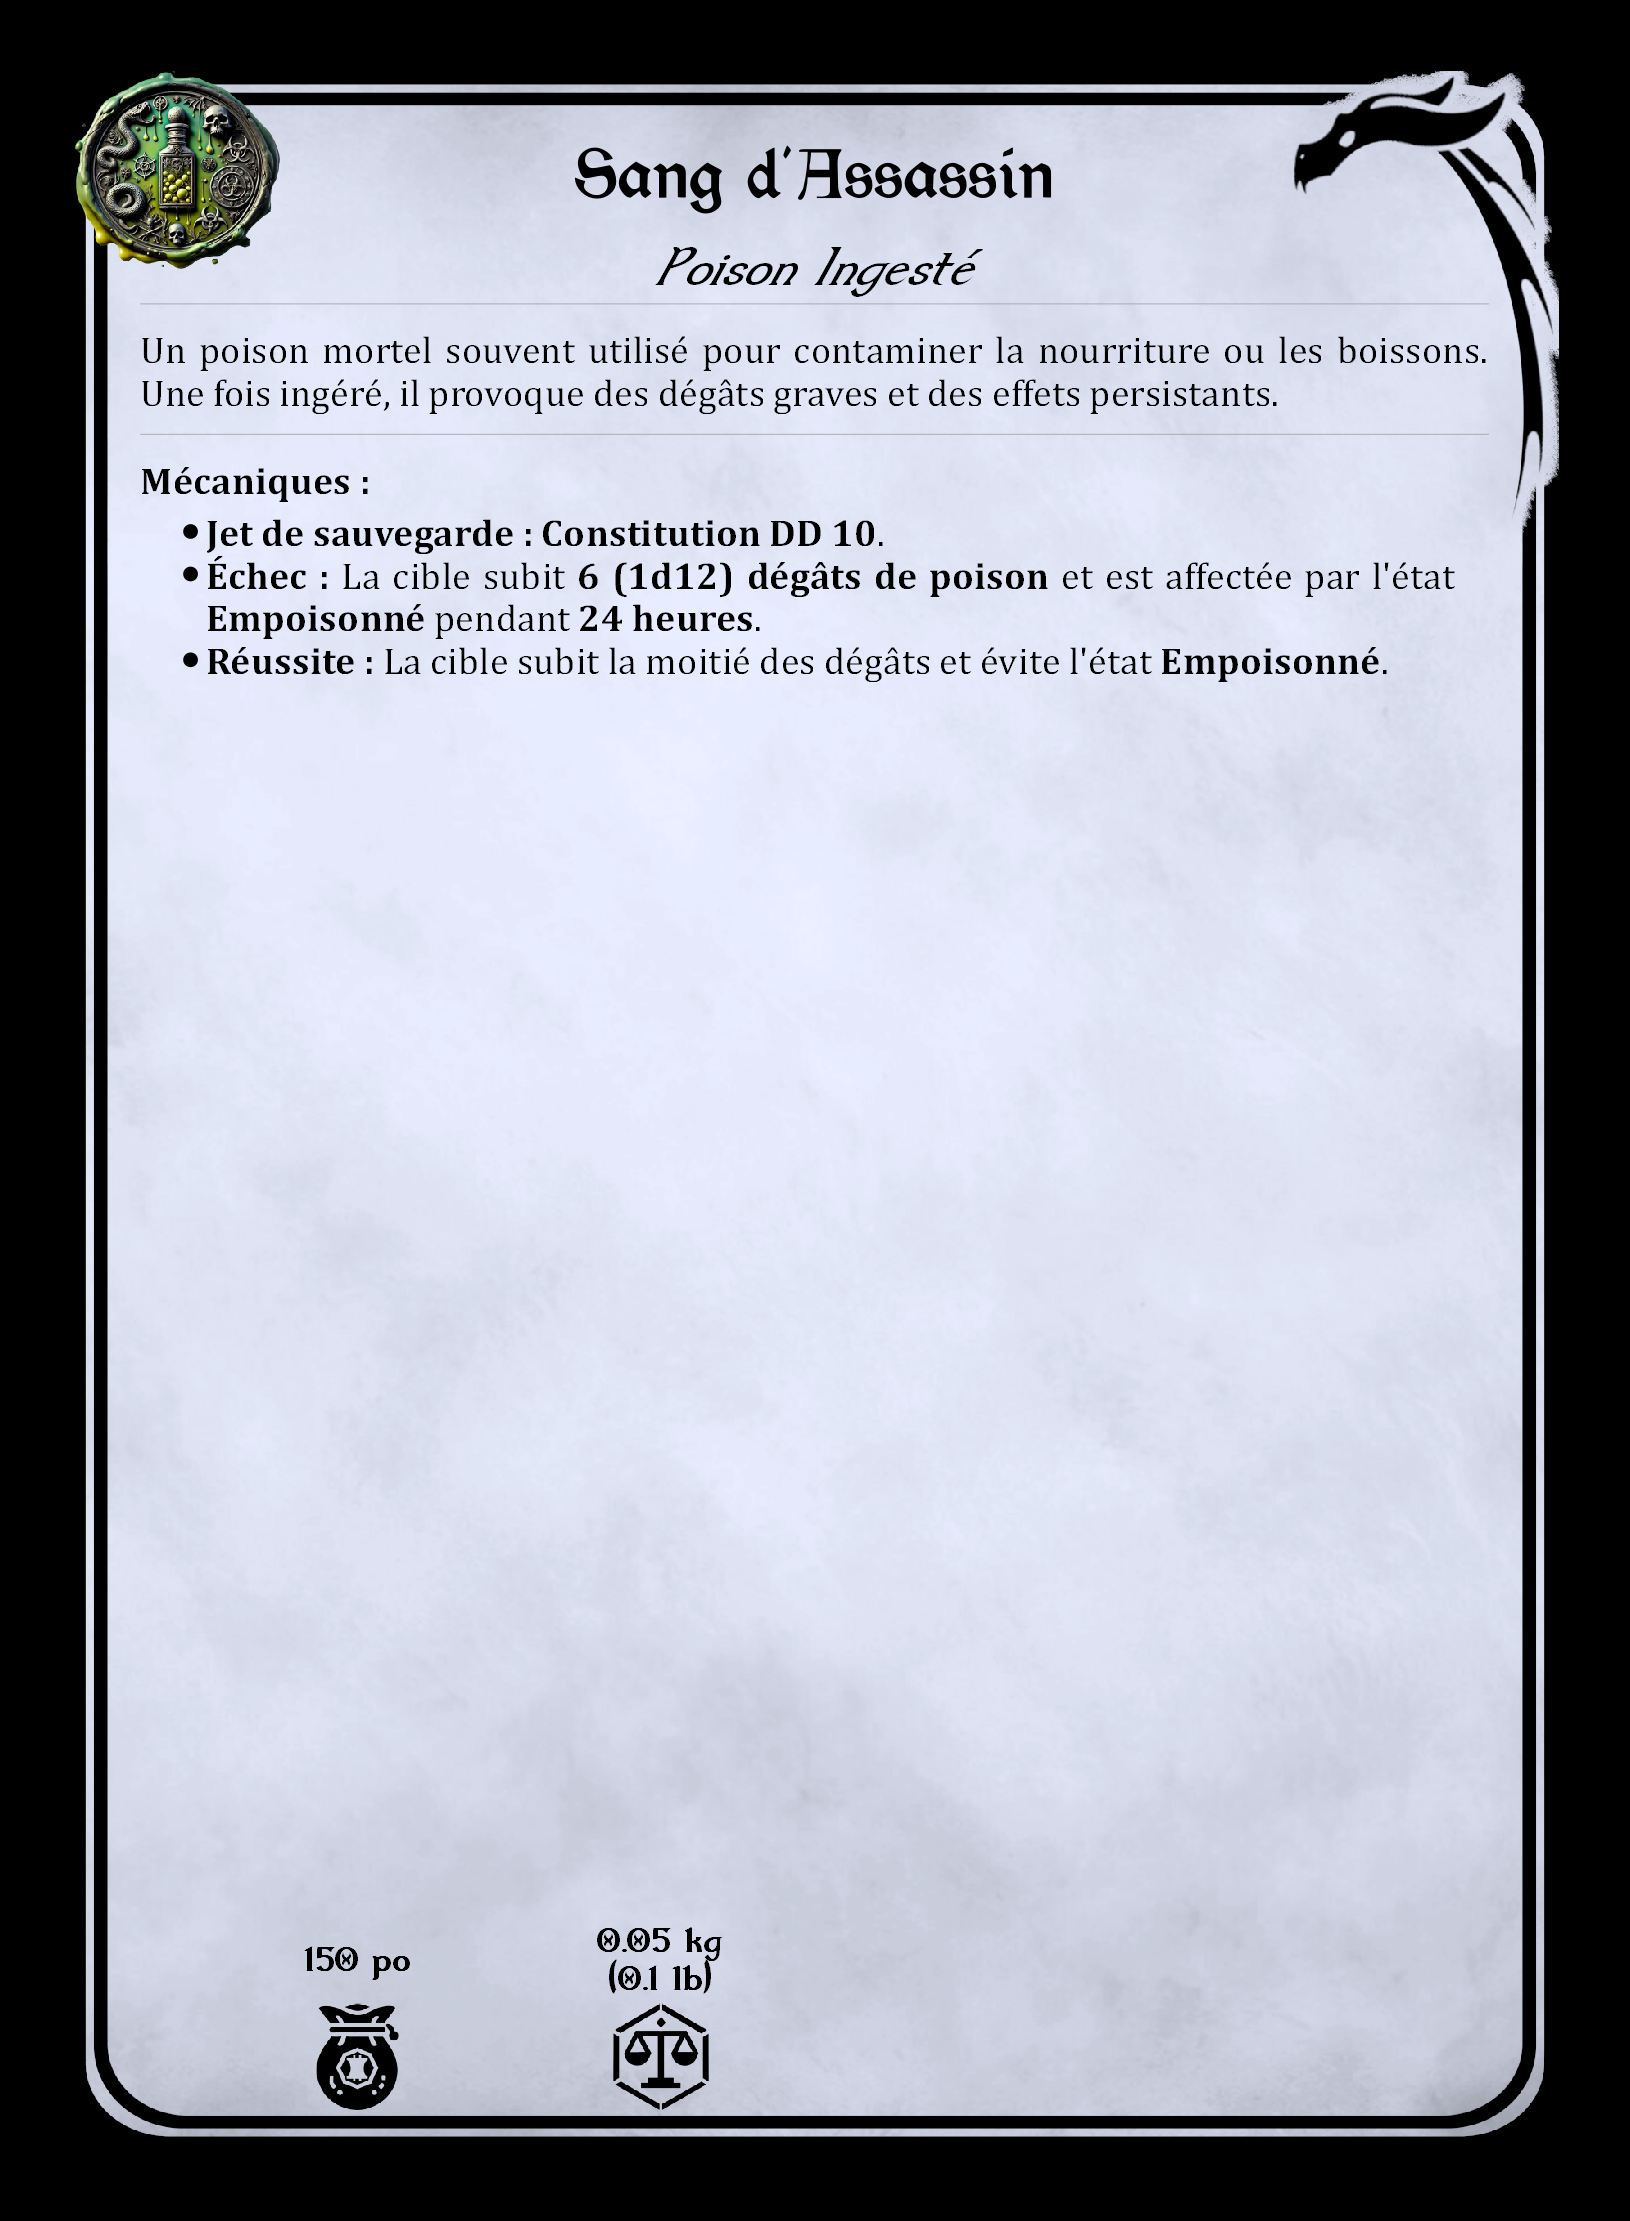 Sang d'Assassin
Poison Ingesté
Un poison mortel souvent utilisé pour contaminer la nourriture ou les boissons.
Une fois ingéré, il provoque des dégâts graves et des effets persistants.
Mécaniques :
• Jet de sauvegarde : Constitution DD 10.
• Échec : La cible subit 6 (1d12) dégâts de poison et est affectée par l'état
Empoisonné pendant 24 heures.
• Réussite : La cible subit la moitié des dégâts et évite l'état Empoisonné.
150 po
0.05 kg
(0.1 lb)